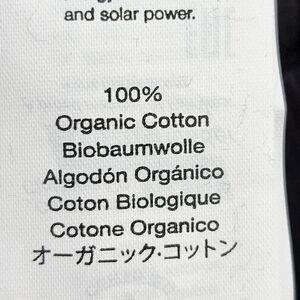 and solar power.
100%
Organic Cotton
Biobaumwolle
Algodón Orgánico
Coton Biologique
Cotone Organico
オーガニック・コットン